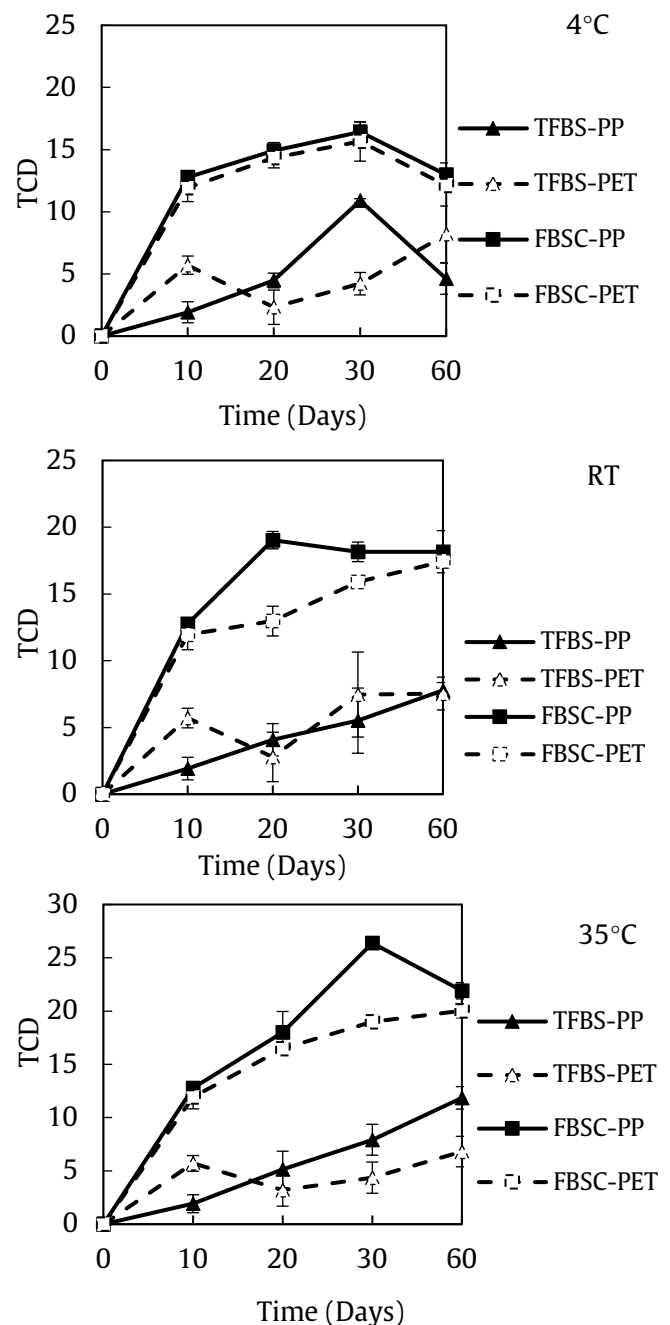 4°C
25
20
15
10
5
0
TCD
0 10 20 30 60
Time (Days)
TFBS-PP
TFBS-PET
FBSC-PP
FBSC-PET
RT
25
20
15
10
5
0
TCD
0 10 20 30 60
Time (Days)
TFBS-PP
TFBS-PET
FBSC-PP
FBSC-PET
35°C
30
25
20
15
10
5
0
TCD
0 10 20 30 60
Time (Days)
TFBS-PP
TFBS-PET
FBSC-PP
FBSC-PET